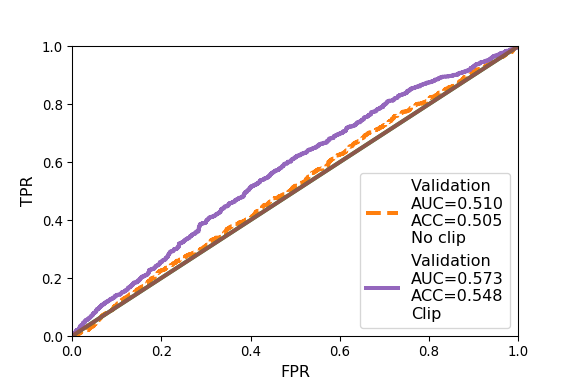 1.0
0.8
0.6
0.4
0.2
0.0
TPR
0.0 0.2 0.4 0.6 0.8 1.0
FPR
Validation
AUC=0.510
ACC=0.505
No clip
Validation
AUC=0.573
ACC=0.548
Clip